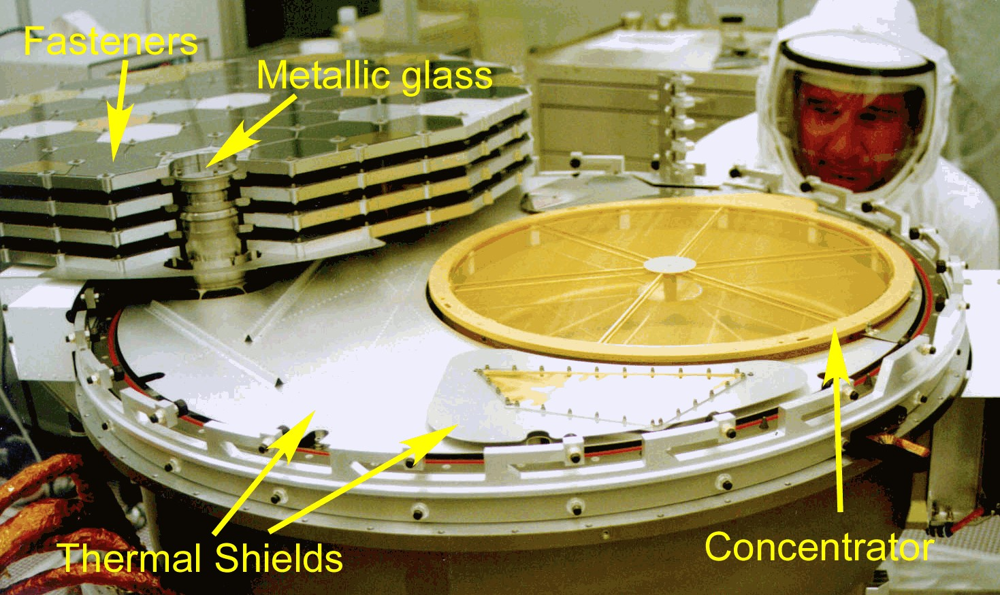 Fasteners
Metallic glass
Thermal Shields
Concentrator